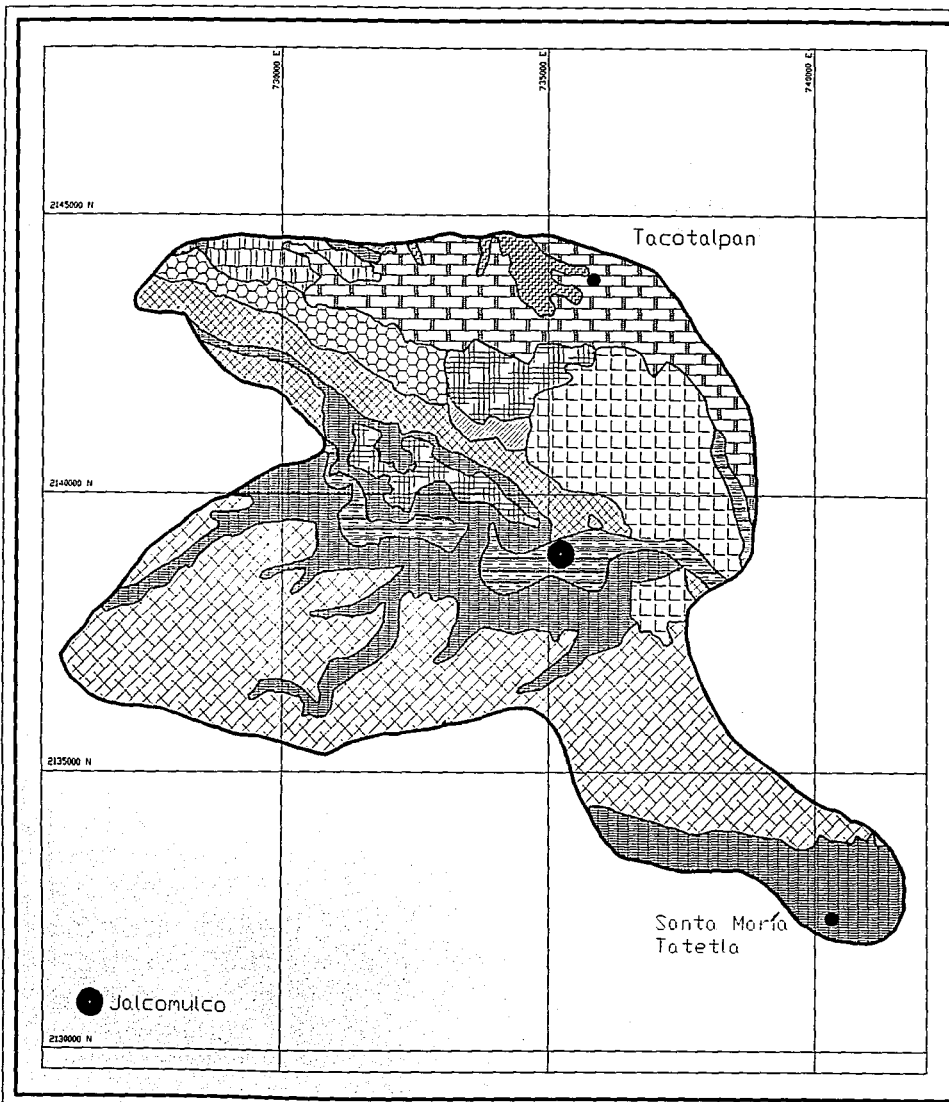 730000 E
735000 E
740000 E
2145000 N
Tacotalpan
2140000 N
2135000 N
Santa María
Tatetla
Jalcomulco
2130000 N